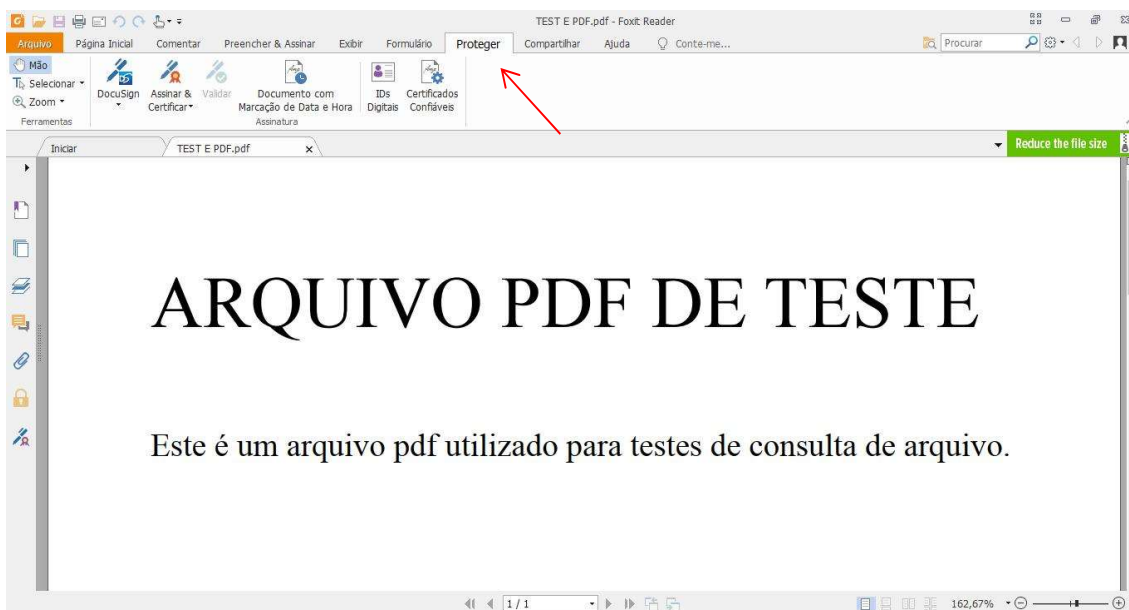 TEST E PDF.pdf - Foxit Reader
Arquivo Página Inicial Comentar Preencher & Assinar Exibir Formulário Proteger Compartilhar Ajuda Conte-me... Procurar
Mão
Selecionar
Zoom
Ferramentas
DocuSign
Assinar &
Certificar
Validar
Documento com
Marcação de Data e Hora
Assinatura
IDs
Digitais
Certificados
Confiáveis
Iniciar TEST E PDF.pdf x Reduce the file size
ARQUIVO PDF DE TESTE
Este é um arquivo pdf utilizado para testes de consulta de arquivo.
1 / 1 162,67%